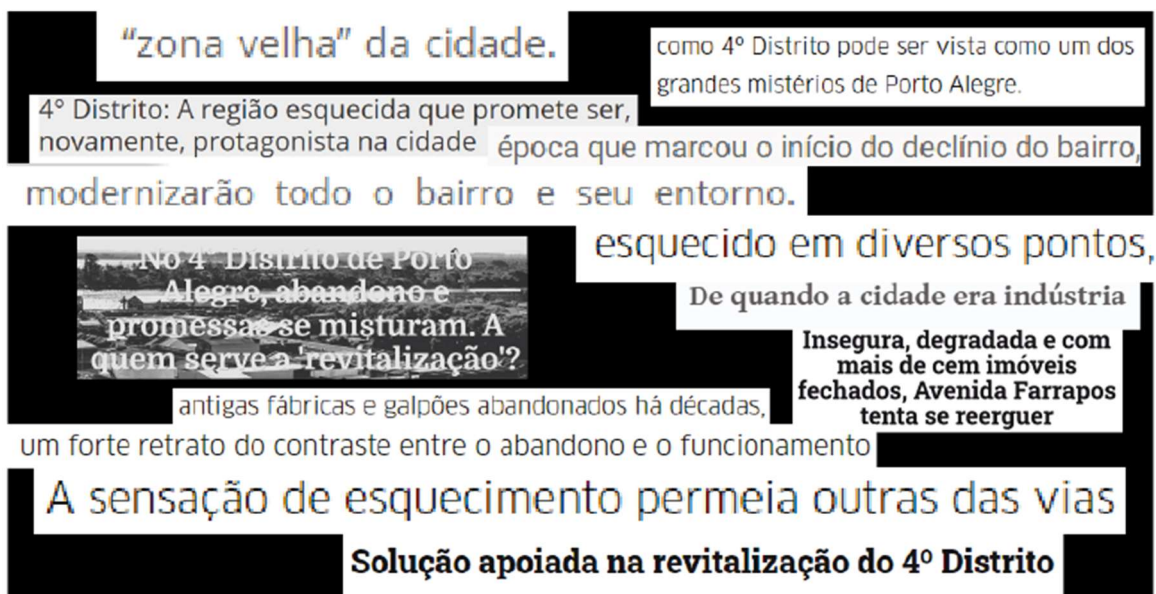 “zona velha” da cidade.
como 4º Distrito pode ser vista como um dos
grandes mistérios de Porto Alegre.
4º Distrito: A região esquecida que promete ser,
novamente, protagonista na cidade
época que marcou o início do declínio do bairro,
modernizarão todo o bairro e seu entorno.
esquecido em diversos pontos,
No 4º Distrito de Porto
Alegre, abandono e
promessas se misturam. A
quem serve a 'revitalização'?
De quando a cidade era indústria
Insegura, degradada e com
mais de cem imóveis
fechados, Avenida Farrapos
tenta se reerguer
antigas fábricas e galpões abandonados há décadas,
um forte retrato do contraste entre o abandono e o funcionamento
A sensação de esquecimento permeia outras das vias
Solução apoiada na revitalização do 4º Distrito